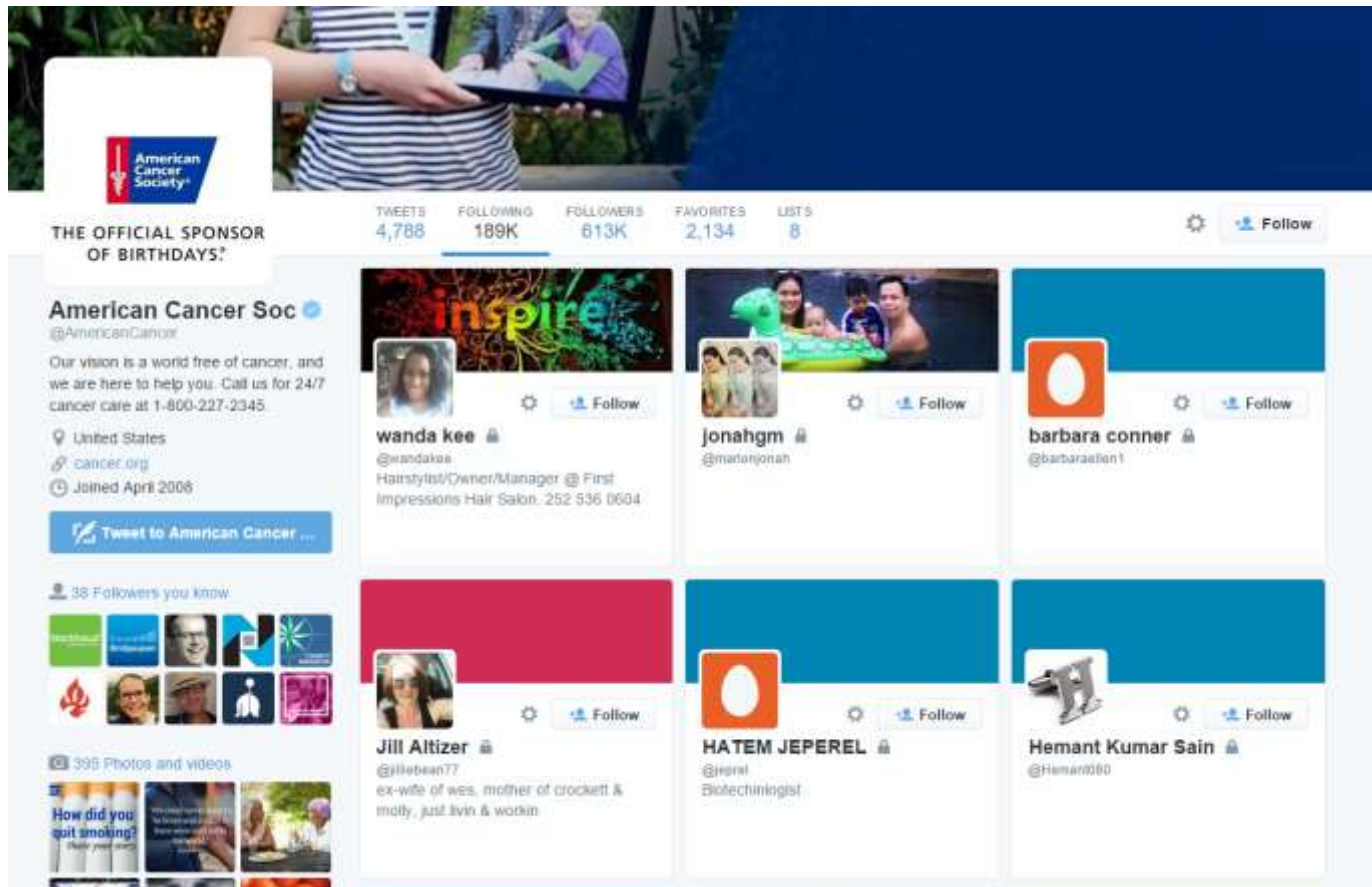 American
Cancer
Society®
THE OFFICIAL SPONSOR
OF BIRTHDAYS.®
TWEETS
4,788
FOLLOWING
189K
FOLLOWERS
613K
FAVORITES
2,134
LISTS
8
Follow
American Cancer Soc
@AmericanCancer
Our vision is a world free of cancer, and
we are here to help you. Call us for 24/7
cancer care at 1-800-227-2345.
United States
cancer.org
Joined April 2008
Tweet to American Cancer ...
38 Followers you know
395 Photos and videos
How did you
quit smoking?
Share your story
inspire
Follow
wanda kee
@wandakee
Hairstylist/Owner/Manager @ First
Impressions Hair Salon. 252 536 0604
Follow
jonahgm
@marlonjonah
Follow
barbara conner
@barbaraellen1
Follow
Jill Altizer
@jilliebean77
ex-wife of wes, mother of crockett &
molly, just livin & workin
Follow
HATEM JEPEREL
@jeprel
Biotechinlogist
H
Follow
Hemant Kumar Sain
@Hemant080